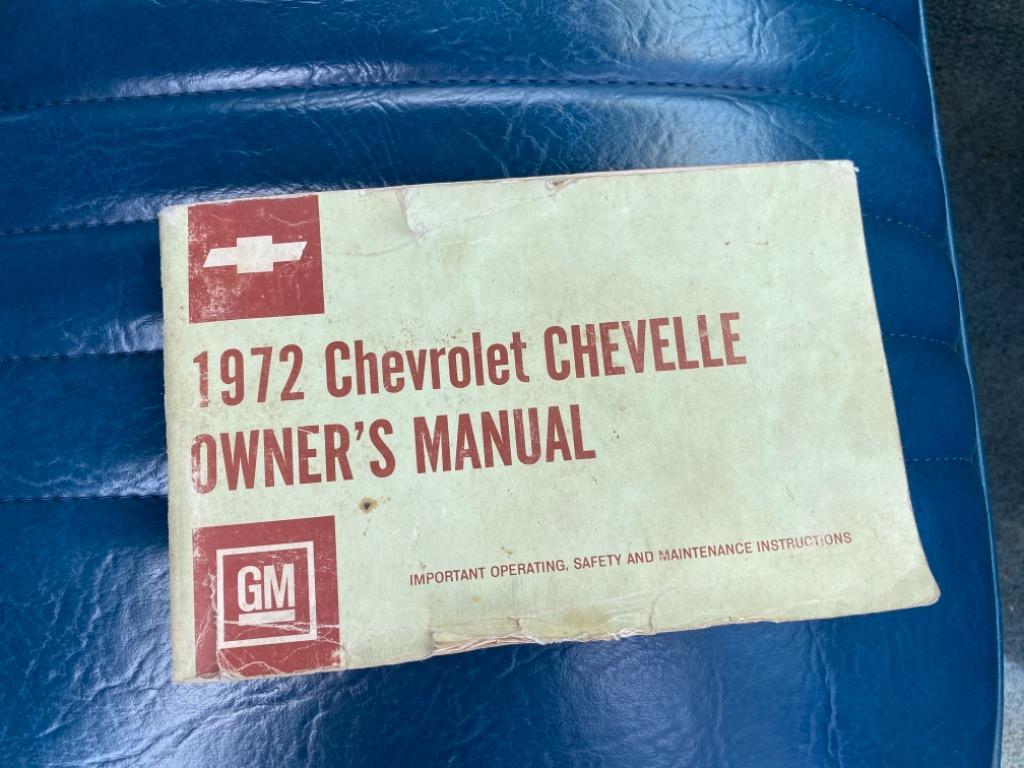 1972 Chevrolet CHEVELLE
OWNER'S MANUAL
GM
IMPORTANT OPERATING, SAFETY AND MAINTENANCE INSTRUCTIONS